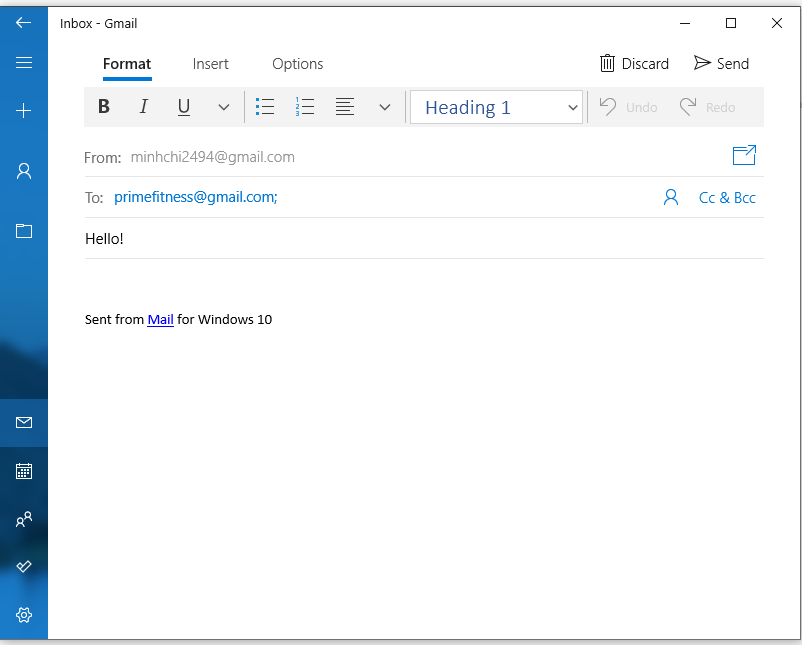 Inbox - Gmail
Format Insert Options Discard Send
B I U Heading 1 Undo Redo
From: minhchi2494@gmail.com
To: primefitness@gmail.com; Cc & Bcc
Hello!
Sent from Mail for Windows 10